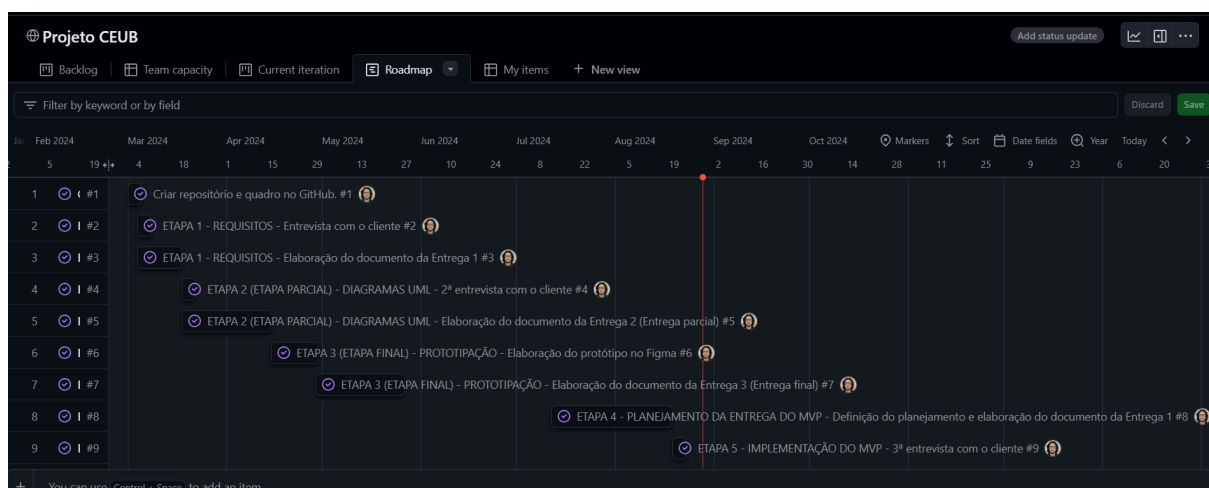 Projeto CEUB
Add status update
Backlog
Team capacity
Current iteration
Roadmap
My items
+ New view
Filter by keyword or by field
Discard
Save
Feb 2024 Mar 2024 Apr 2024 May 2024 Jun 2024 Jul 2024 Aug 2024 Sep 2024 Oct 2024 Markers Sort Date fields Year Today
5 19 4 18 1 15 29 13 27 10 24 8 22 5 19 2 16 30 14 28 11 25 9 23 6 20
1 #1 Criar repositório e quadro no GitHub. #1
2 #2 ETAPA 1 - REQUISITOS - Entrevista com o cliente #2
3 #3 ETAPA 1 - REQUISITOS - Elaboração do documento da Entrega 1 #3
4 #4 ETAPA 2 (ETAPA PARCIAL) - DIAGRAMAS UML - 2ª entrevista com o cliente #4
5 #5 ETAPA 2 (ETAPA PARCIAL) - DIAGRAMAS UML - Elaboração do documento da Entrega 2 (Entrega parcial) #5
6 #6 ETAPA 3 (ETAPA FINAL) - PROTOTIPAÇÃO - Elaboração do protótipo no Figma #6
7 #7 ETAPA 3 (ETAPA FINAL) - PROTOTIPAÇÃO - Elaboração do documento da Entrega 3 (Entrega final) #7
8 #8 ETAPA 4 - PLANEJAMENTO DA ENTREGA DO MVP - Definição do planejamento e elaboração do documento da Entrega 1 #8
9 #9 ETAPA 5 - IMPLEMENTAÇÃO DO MVP - 3ª entrevista com o cliente #9
+ You can use Control + Space to add an item